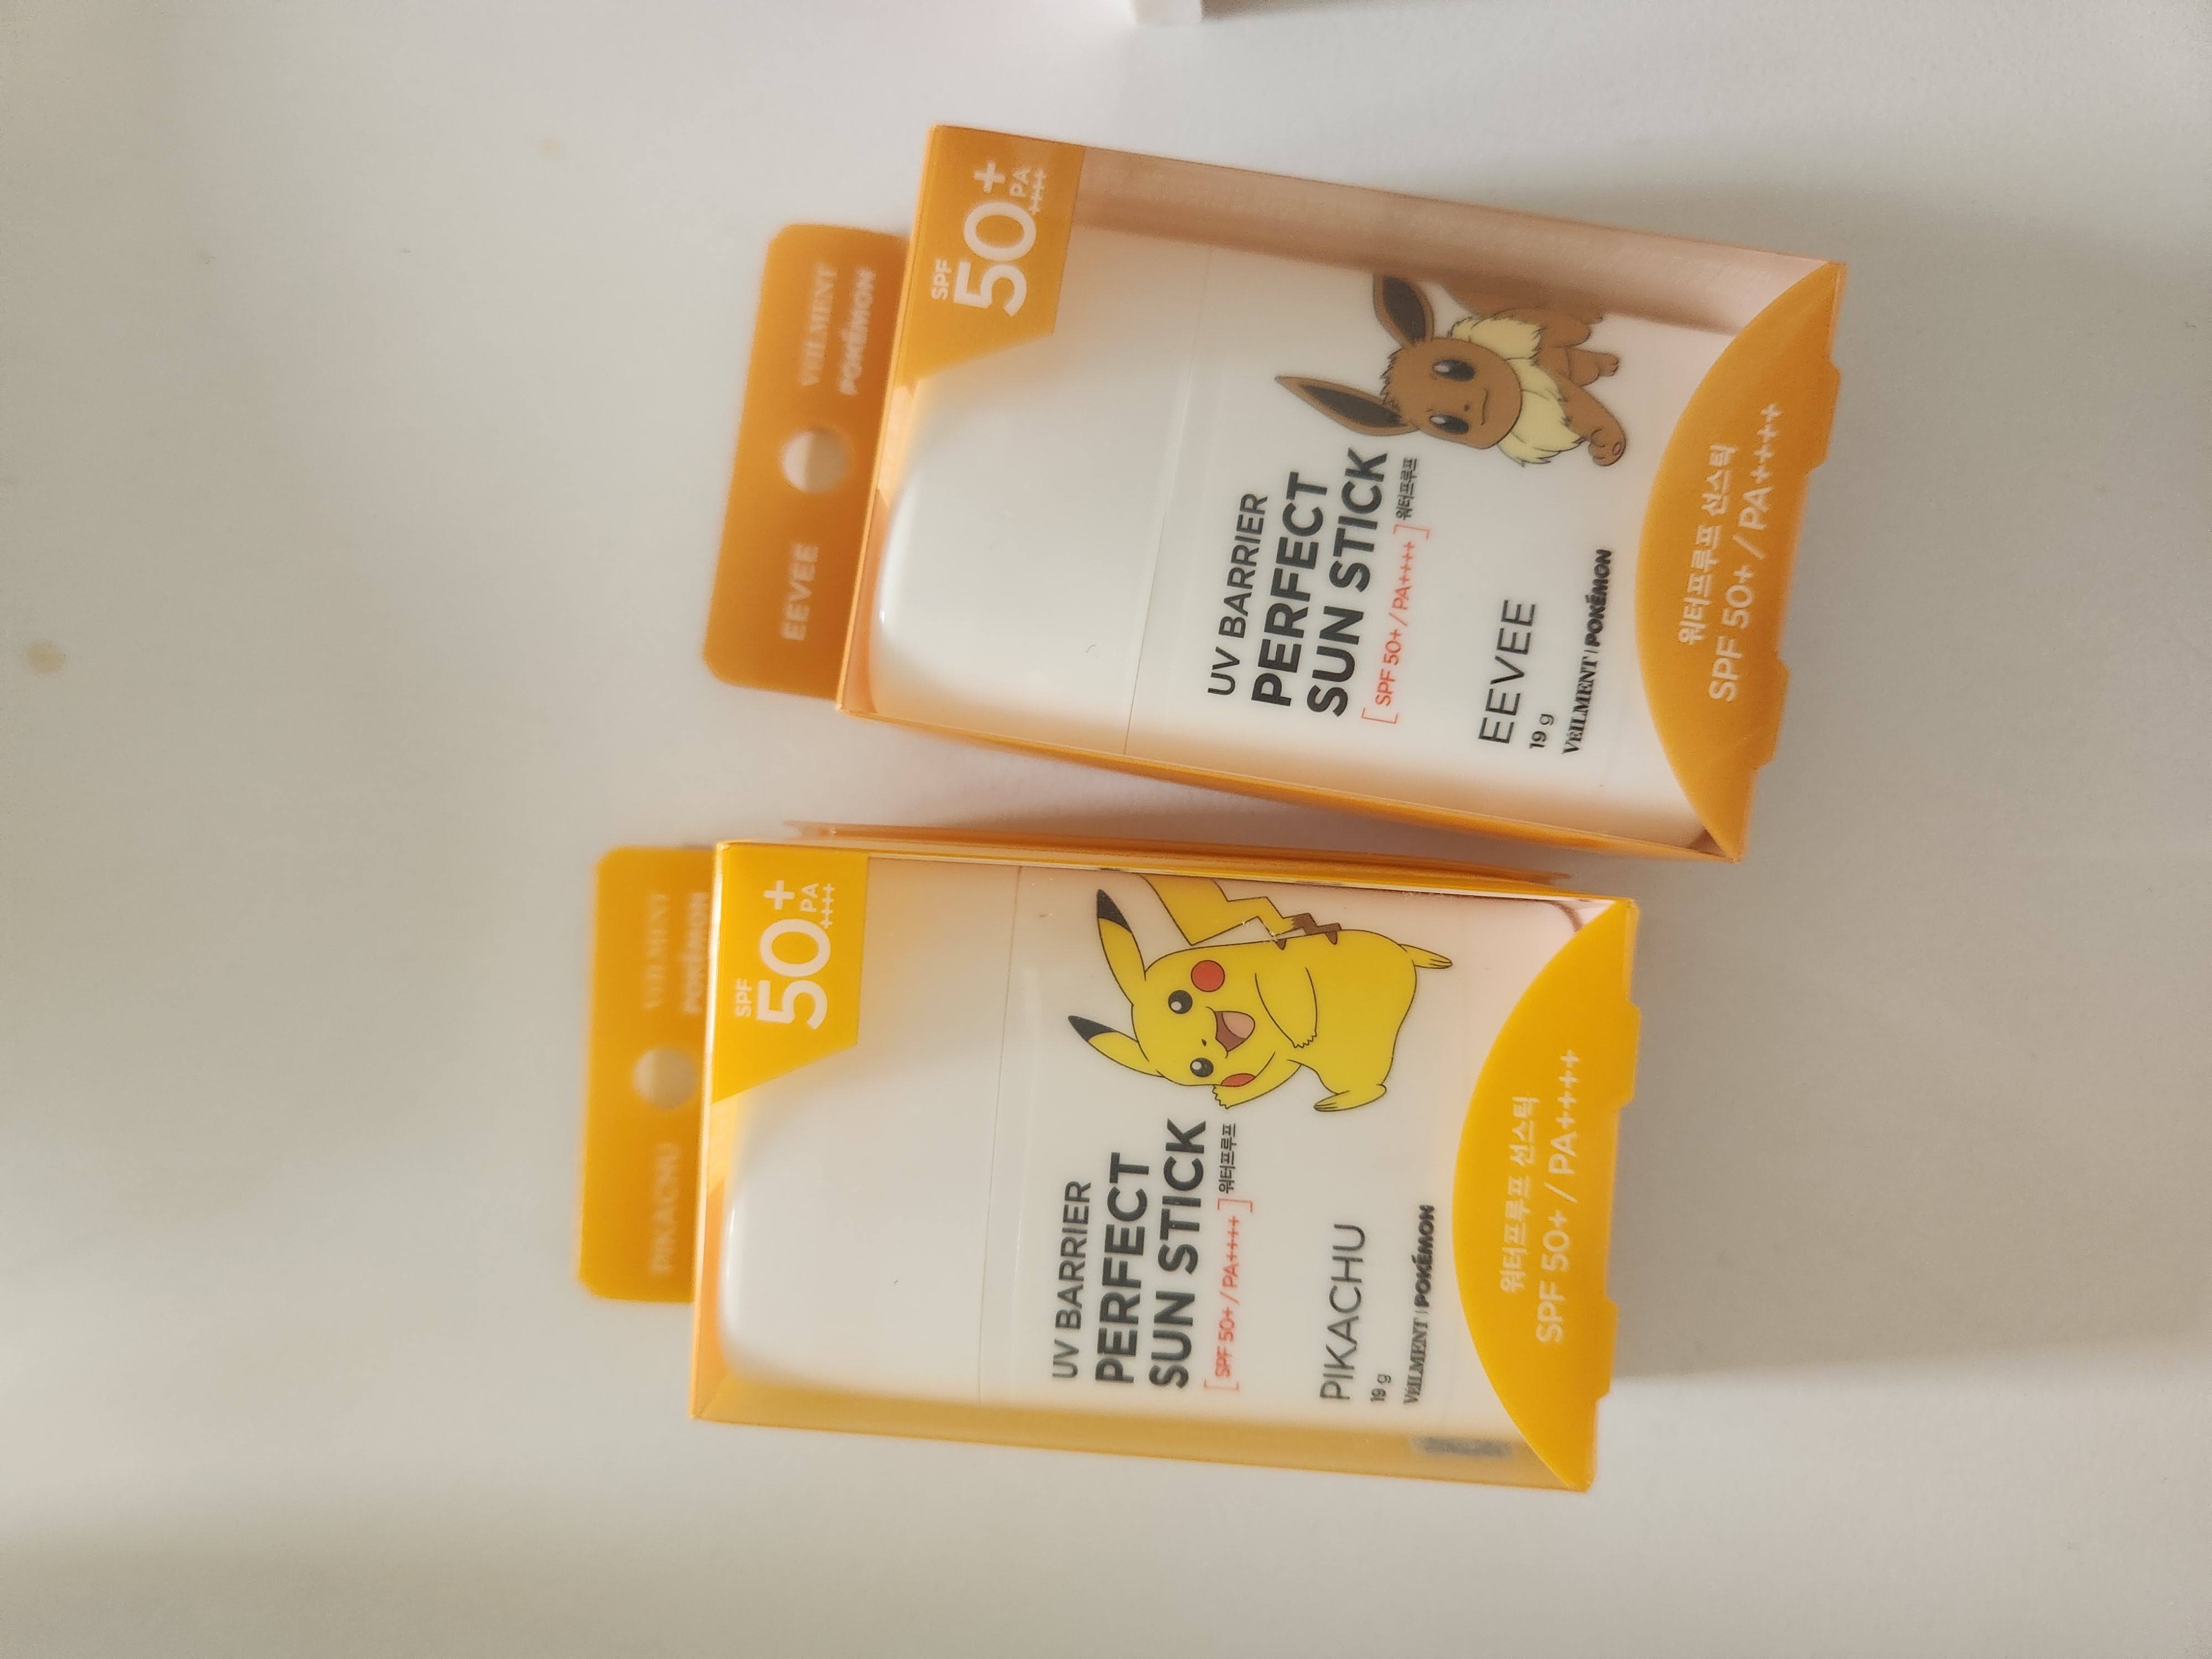 PIKACHU
VEILMENT
POKÉMON
SPF
50+
PA
++++
UV BARRIER
PERFECT
SUN STICK
[ SPF 50+ / PA++++ ] 워터프루프
PIKACHU
19 g
VEILMENT | POKÉMON
워터프루프 선스틱
SPF 50+ / PA++++
EEVEE
VEILMENT
POKÉMON
SPF
50+
PA
++++
UV BARRIER
PERFECT
SUN STICK
[ SPF 50+ / PA++++ ] 워터프루프
EEVEE
19 g
VEILMENT | POKÉMON
워터프루프 선스틱
SPF 50+ / PA++++